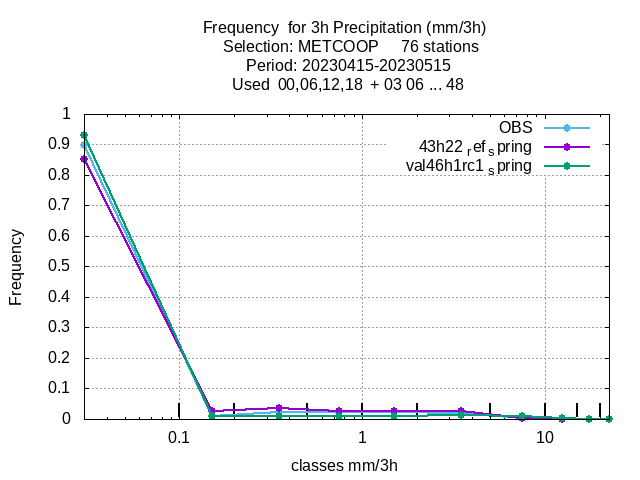 Frequency  for 3h Precipitation (mm/3h)
Selection: METCOOP     76 stations
Period: 20230415-20230515
Used  00,06,12,18  + 03 06 ... 48
OBS
43h22 ref spring
val46h1rc1 spring
1
0.9
0.8
0.7
0.6
0.5
0.4
0.3
0.2
0.1
0
Frequency
0.1 1 10
classes mm/3h